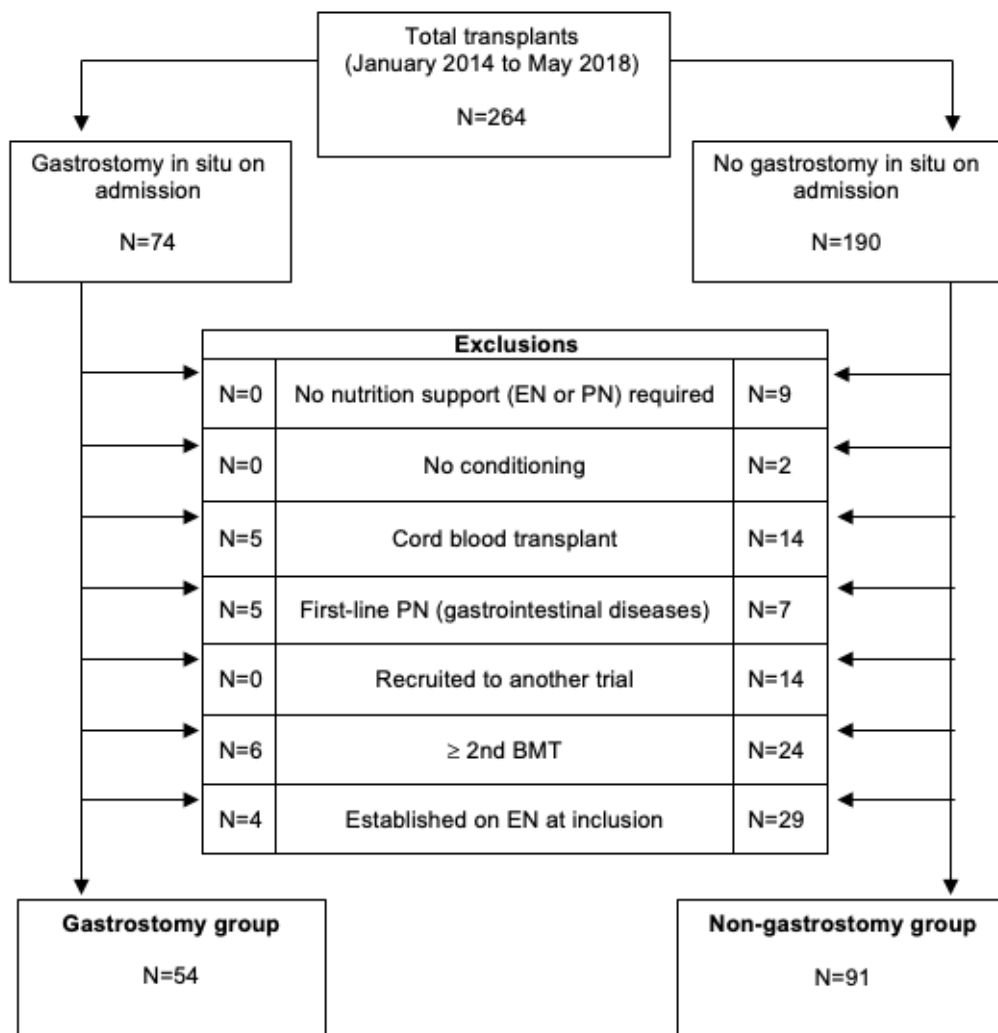 Total transplants
(January 2014 to May 2018)
N=264
Gastrostomy in situ on
admission
N=74
No gastrostomy in situ on
admission
N=190
Exclusions
N=0 No nutrition support (EN or PN) required N=9
N=0 No conditioning N=2
N=5 Cord blood transplant N=14
N=5 First-line PN (gastrointestinal diseases) N=7
N=0 Recruited to another trial N=14
N=6 ≥ 2nd BMT N=24
N=4 Established on EN at inclusion N=29
Gastrostomy group
N=54
Non-gastrostomy group
N=91